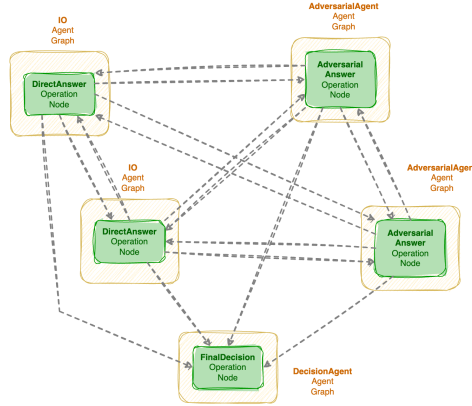 AdversarialAgent
Agent
Graph
IO
Agent
Graph
Adversarial
Answer
Operation
Node
DirectAnswer
Operation
Node
IO
Agent
Graph
AdversarialAgen
Agent
Graph
DirectAnswer
Operation
Node
Adversarial
Answer
Operation
Node
FinalDecision
Operation
Node
DecisionAgent
Agent
Graph